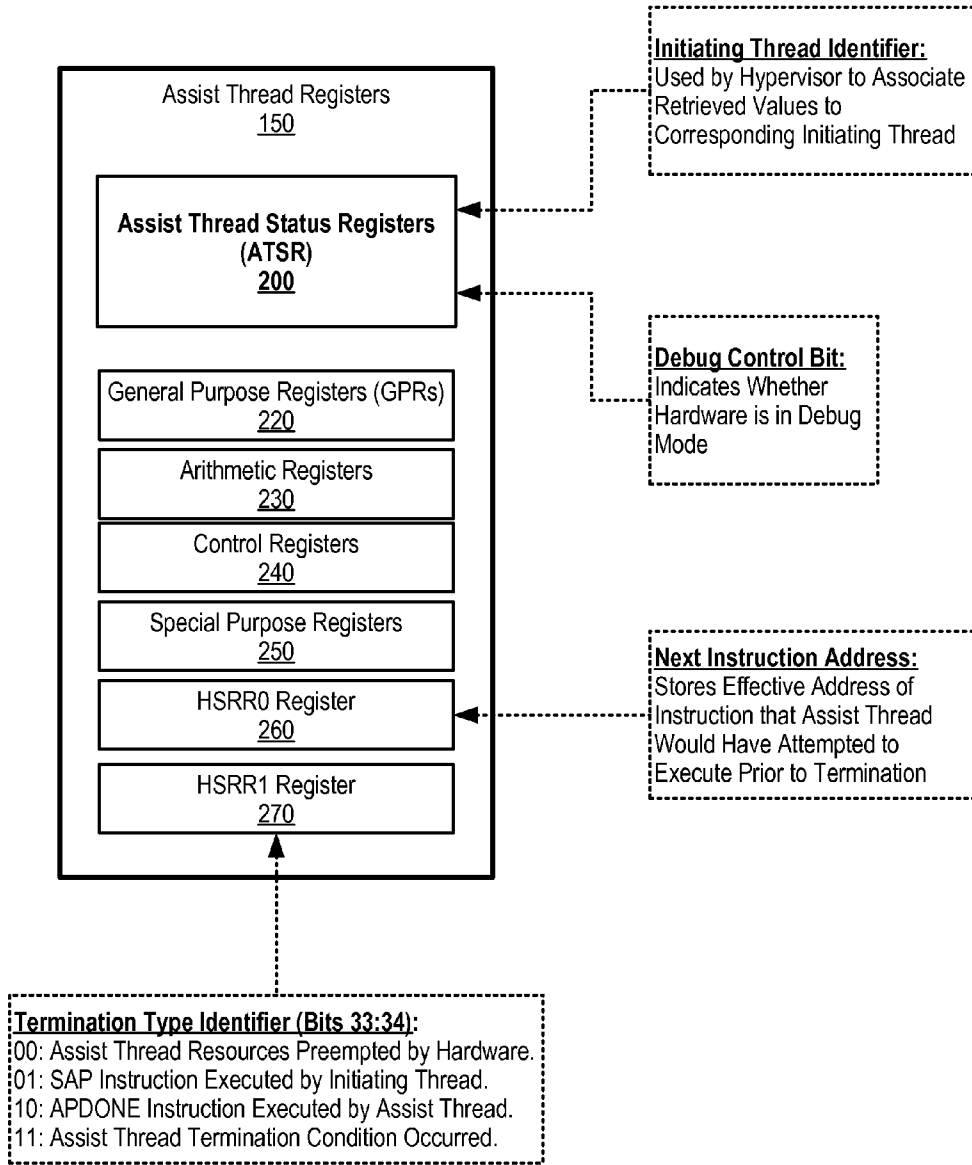 Assist Thread Registers
150
Assist Thread Status Registers
(ATSR)
200
General Purpose Registers (GPRs)
220
Arithmetic Registers
230
Control Registers
240
Special Purpose Registers
250
HSRR0 Register
260
HSRR1 Register
270
Initiating Thread Identifier:
Used by Hypervisor to Associate
Retrieved Values to
Corresponding Initiating Thread
Debug Control Bit:
Indicates Whether
Hardware is in Debug
Mode
Next Instruction Address:
Stores Effective Address of
Instruction that Assist Thread
Would Have Attempted to
Execute Prior to Termination
Termination Type Identifier (Bits 33:34):
00: Assist Thread Resources Preempted by Hardware.
01: SAP Instruction Executed by Initiating Thread.
10: APDONE Instruction Executed by Assist Thread.
11: Assist Thread Termination Condition Occurred.